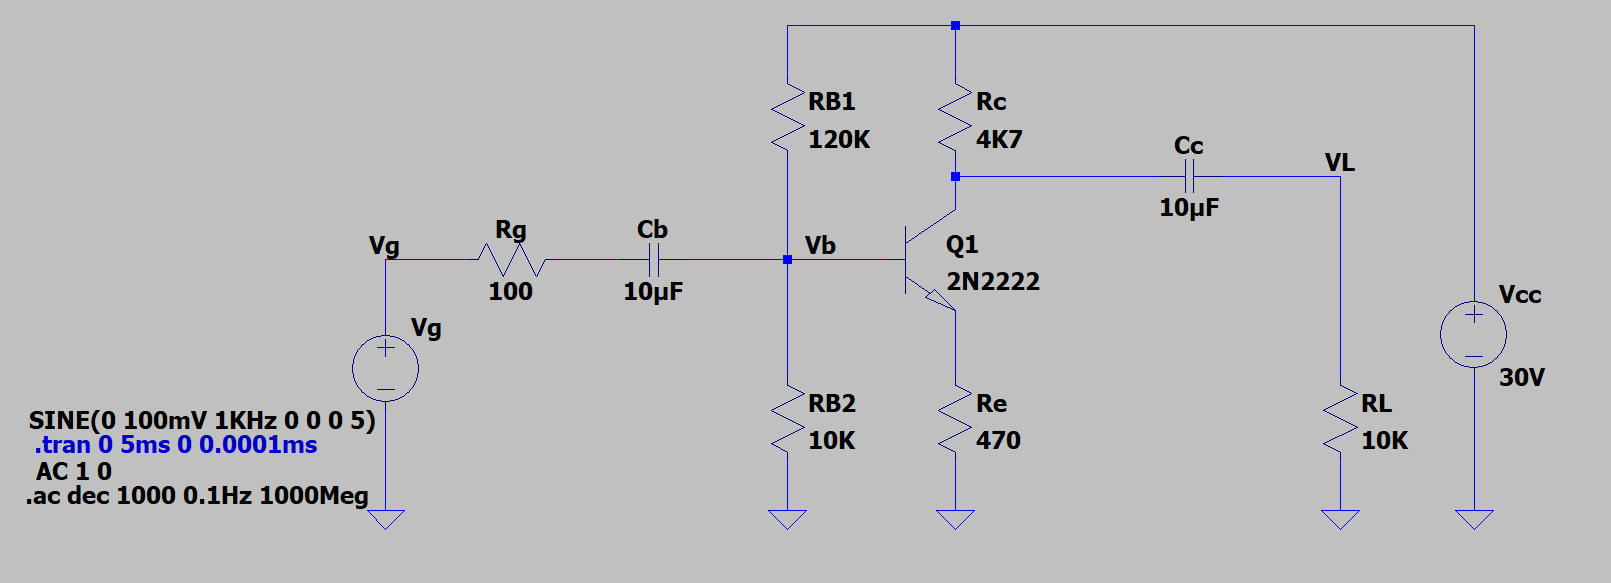 RB1
120K
Rc
4K7
Cc
10µF
VL
Vg
Rg
100
Cb
10µF
Vb
Q1
2N2222
Vg
Vcc
30V
SINE(0 100mV 1KHz 0 0 0 5)
.tran 0 5ms 0 0.0001ms
AC 1 0
.ac dec 1000 0.1Hz 1000Meg
RB2
10K
Re
470
RL
10K